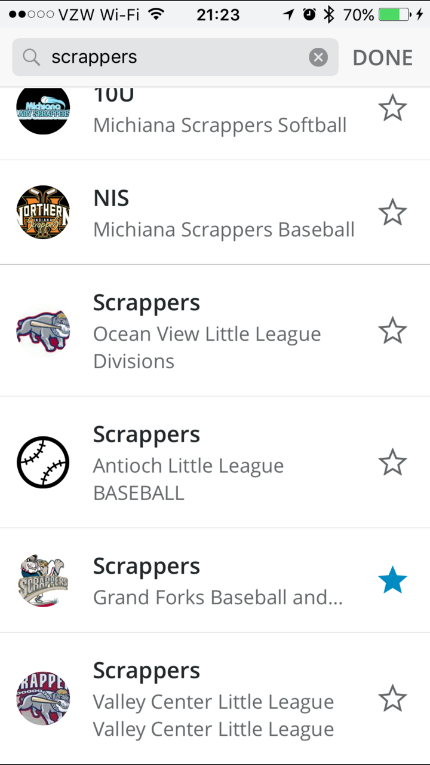 VZW Wi-Fi 21:23 70%
scrappers DONE
10U
Michiana Scrappers Softball
NIS
Michiana Scrappers Baseball
NORTHERN
Scrappers
Ocean View Little League
Divisions
Scrappers
Antioch Little League
BASEBALL
Scrappers
Grand Forks Baseball and...
SCRAPPERS
Scrappers
Valley Center Little League
Valley Center Little League